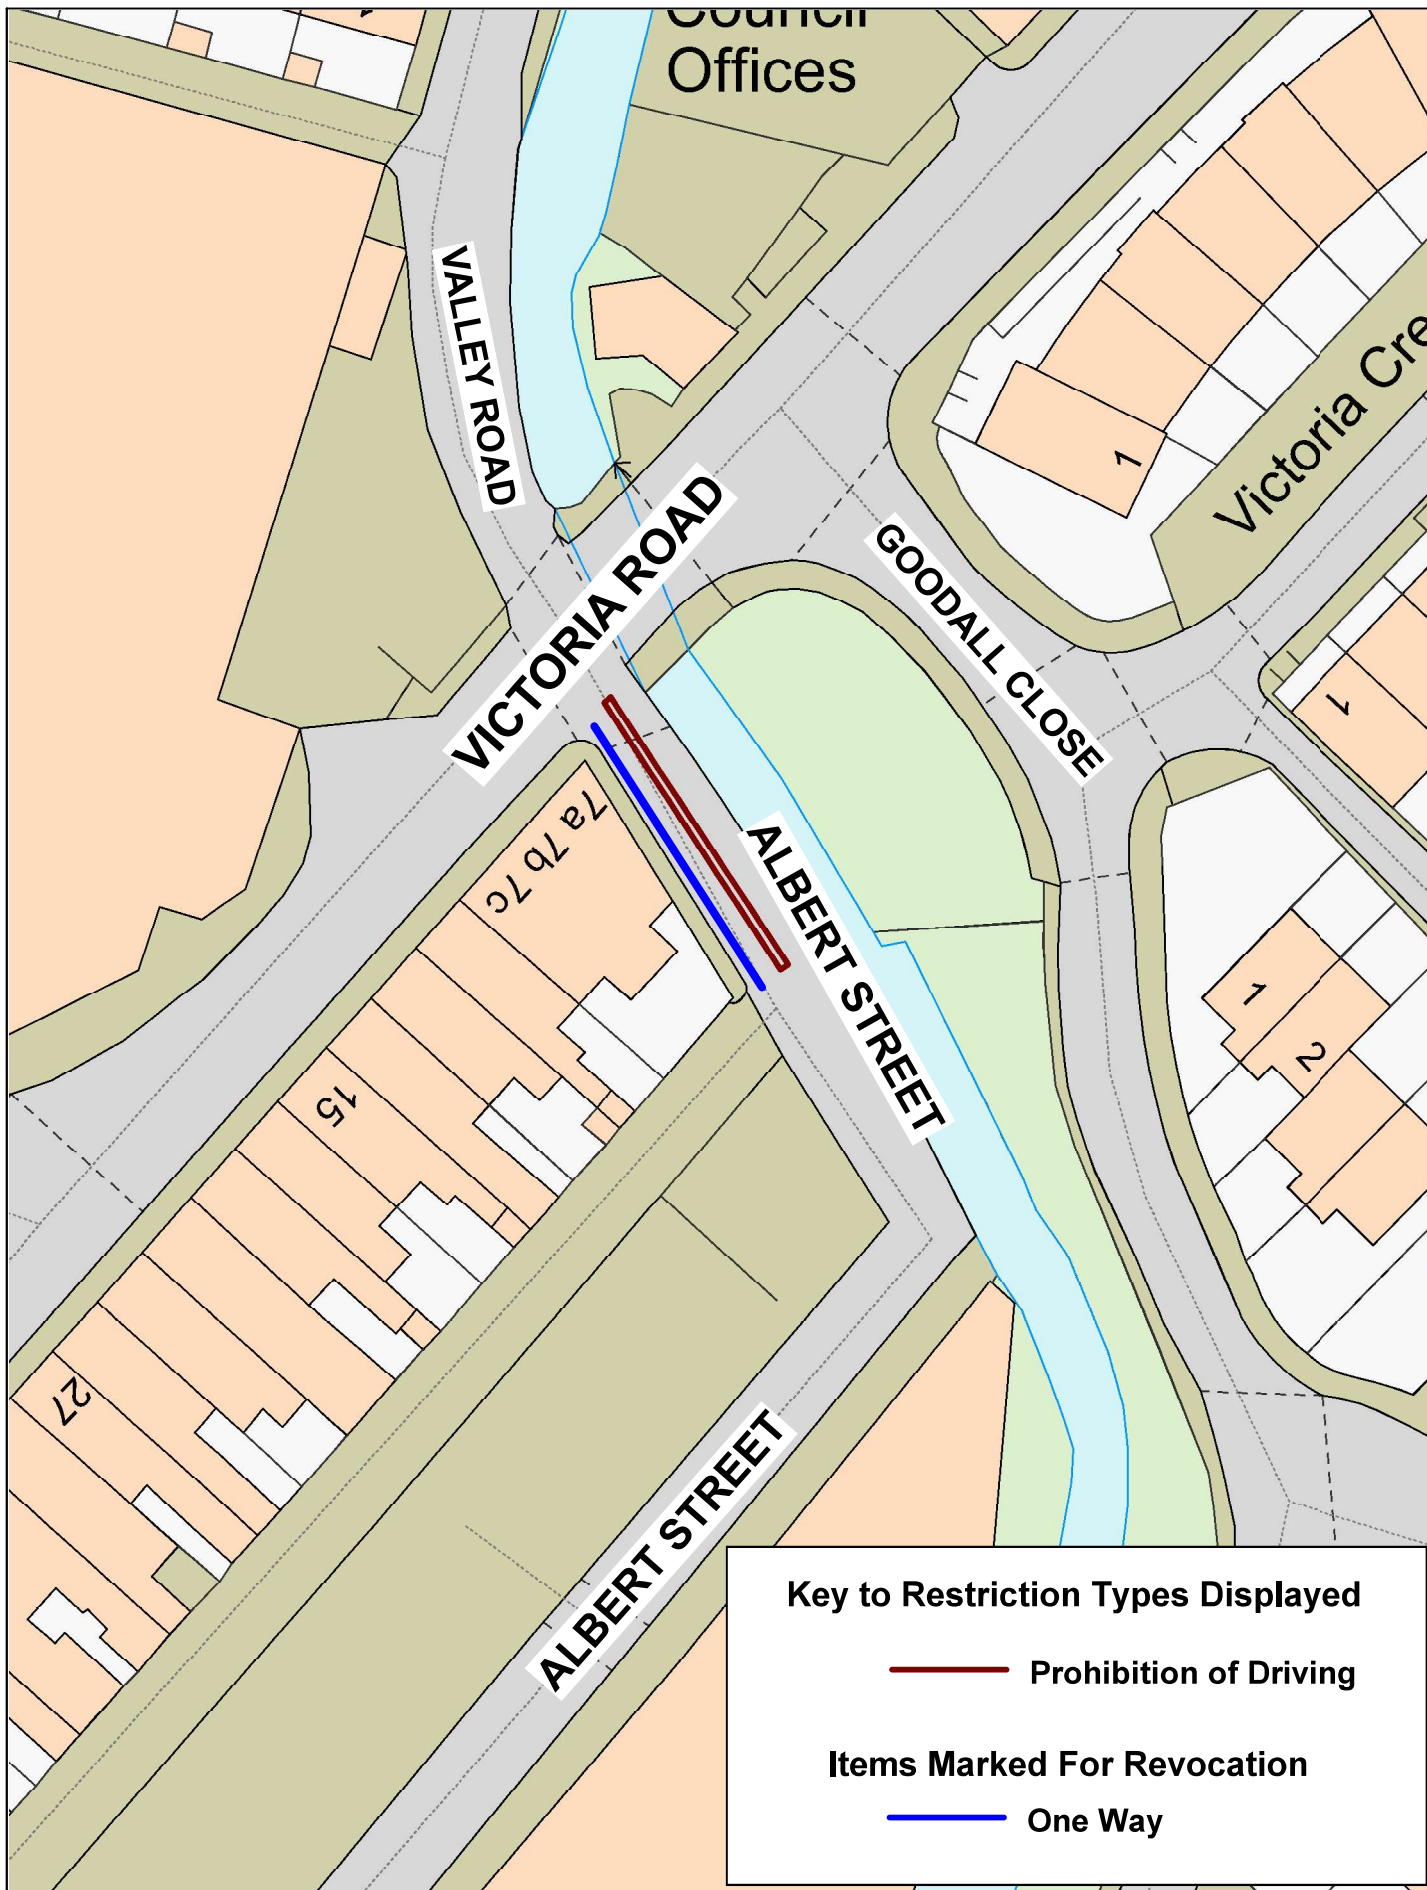 Council
Offices
VALLEY ROAD
VICTORIA ROAD
GOODALL CLOSE
Victoria Cre
1
1
7a 7b 7c
ALBERT STREET
1
2
15
27
ALBERT STREET
Key to Restriction Types Displayed
Prohibition of Driving
Items Marked For Revocation
One Way